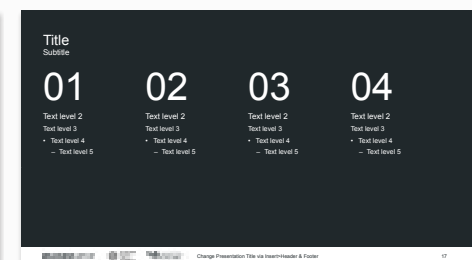 Title
Subtitle
01 02 03 04
Text level 2 Text level 2 Text level 2 Text level 2
Text level 3 Text level 3 Text level 3 Text level 3
• Text level 4 • Text level 4 • Text level 4 • Text level 4
– Text level 5 – Text level 5 – Text level 5 – Text level 5
Change Presentation Title via Insert>Header & Footer 17